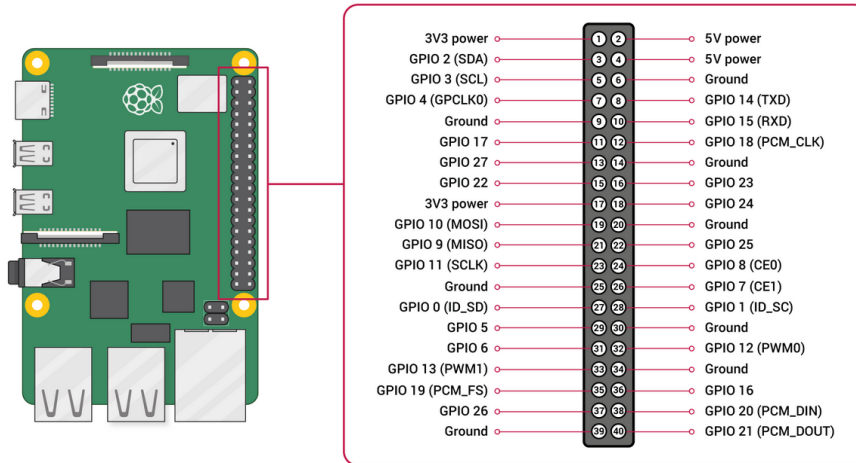 3V3 power 1 2 5V power
GPIO 2 (SDA) 3 4 5V power
GPIO 3 (SCL) 5 6 Ground
GPIO 4 (GPCLK0) 7 8 GPIO 14 (TXD)
Ground 9 10 GPIO 15 (RXD)
GPIO 17 11 12 GPIO 18 (PCM_CLK)
GPIO 27 13 14 Ground
GPIO 22 15 16 GPIO 23
3V3 power 17 18 GPIO 24
GPIO 10 (MOSI) 19 20 Ground
GPIO 9 (MISO) 21 22 GPIO 25
GPIO 11 (SCLK) 23 24 GPIO 8 (CE0)
Ground 25 26 GPIO 7 (CE1)
GPIO 0 (ID_SD) 27 28 GPIO 1 (ID_SC)
GPIO 5 29 30 Ground
GPIO 6 31 32 GPIO 12 (PWM0)
GPIO 13 (PWM1) 33 34 Ground
GPIO 19 (PCM_FS) 35 36 GPIO 16
GPIO 26 37 38 GPIO 20 (PCM_DIN)
Ground 39 40 GPIO 21 (PCM_DOUT)